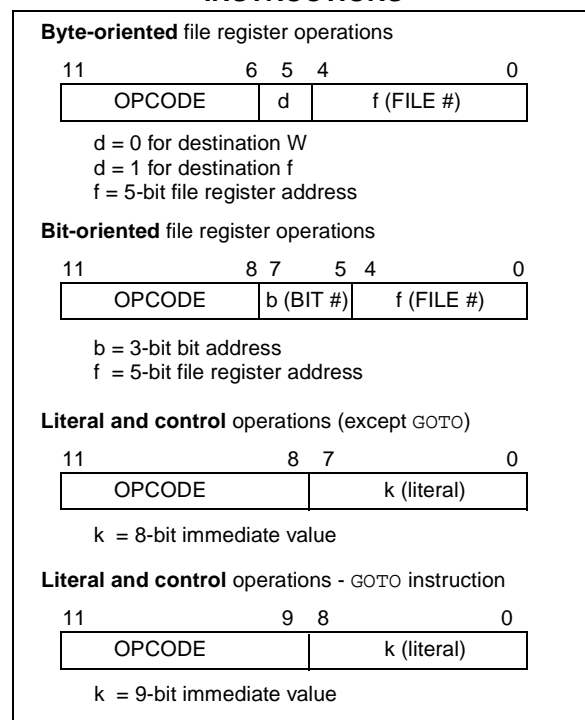 Byte-oriented file register operations
11 6 5 4 0
OPCODE d f (FILE #)
d = 0 for destination W
d = 1 for destination f
f = 5-bit file register address
Bit-oriented file register operations
11 8 7 5 4 0
OPCODE b (BIT #) f (FILE #)
b = 3-bit bit address
f = 5-bit file register address
Literal and control operations (except GOTO)
11 8 7 0
OPCODE k (literal)
k = 8-bit immediate value
Literal and control operations - GOTO instruction
11 9 8 0
OPCODE k (literal)
k = 9-bit immediate value